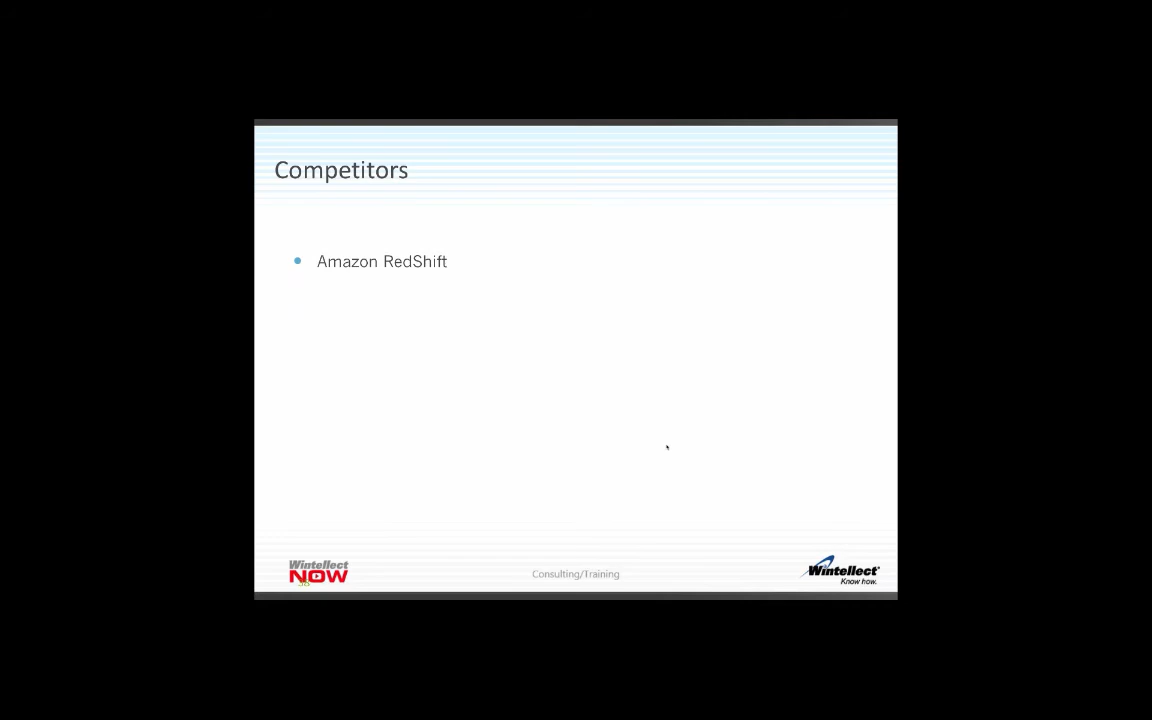 Competitors
Amazon RedShift
Wintellect
NOW
Consulting/Training
Wintellect
Know how.